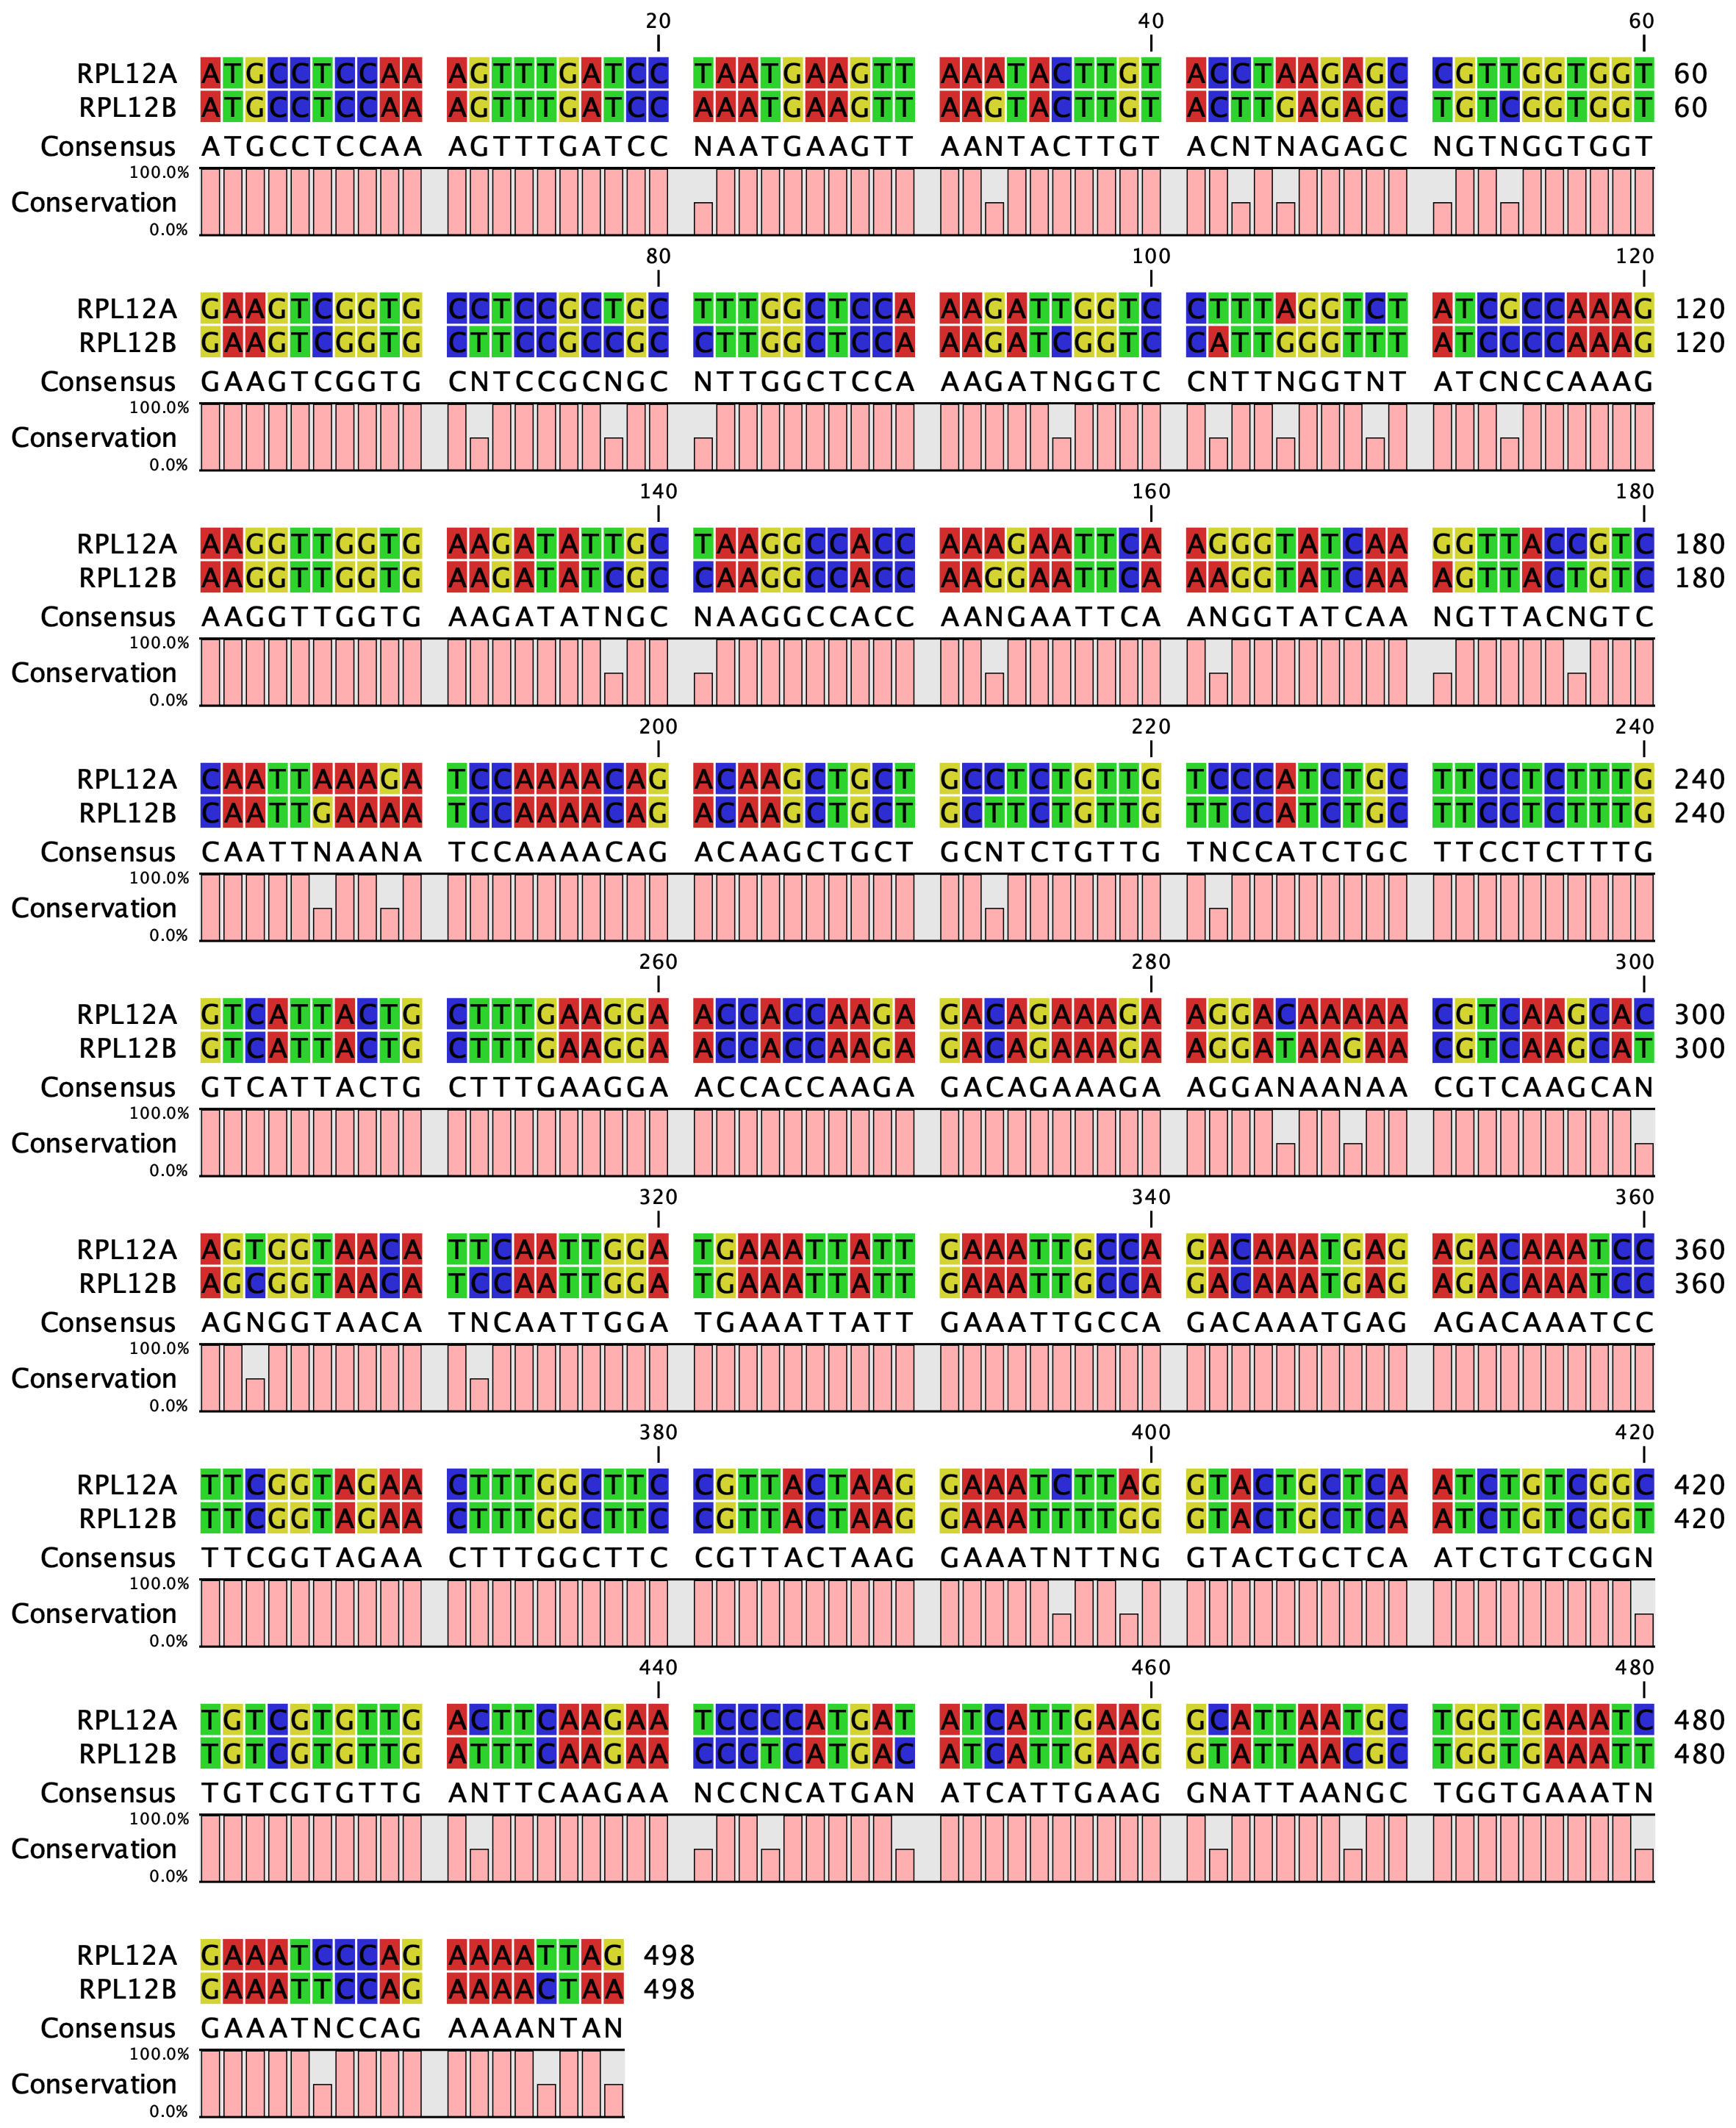 20 40 60
RPL12A ATGCCTCCAA AGTTTGATCC TAATGAAGTT AAATACTTGT ACCTAAGAGC CGTTGGTGGT 60
RPL12B ATGCCTCCAA AGTTTGATCC AAATGAAGTT AAGTACTTGT ACTTGAGAGC TGTCGGTGGT 60
Consensus ATGCCTCCAA AGTTTGATCC NAATGAAGTT AANTACTTGT ACNTNAGAGC NGTNGGTGGT
100.0%
Conservation
0.0%
80 100 120
RPL12A GAAGTCGGTG CCTCCGCTGC TTTGGCTCCA AAGATTGGTC CTTTAGGTCT ATCGCCAAAG 120
RPL12B GAAGTCGGTG CTTCCGCCGC CTTGGCTCCA AAGATCGGTC CATTGGGTTT ATCCCCAAAG 120
Consensus GAAGTCGGTG CNTCCGCNGC NTTGGCTCCA AAGATNGGTC CNTTNGGTNT ATCNCCAAAG
100.0%
Conservation
0.0%
140 160 180
RPL12A AAGGTTGGTG AAGATATTGC TAAGGCCACC AAAGAATTCA AGGGTATCAA GGTTACCGTC 180
RPL12B AAGGTTGGTG AAGATATCGC CAAGGCCACC AAGGAATTCA AAGGTATCAA AGTTACTGTC 180
Consensus AAGGTTGGTG AAGATATNGC NAAGGCCACC AANGAATTCA ANGGTATCAA NGTTACNGTC
100.0%
Conservation
0.0%
200 220 240
RPL12A CAATTAAAGA TCCAAAACAG ACAAGCTGCT GCCTCTGTTG TCCCATCTGC TTCCTCTTTG 240
RPL12B CAATTGAAAA TCCAAAACAG ACAAGCTGCT GCTTCTGTTG TTCCATCTGC TTCCTCTTTG 240
Consensus CAATTNAANA TCCAAAACAG ACAAGCTGCT GCNTCTGTTG TNCCATCTGC TTCCTCTTTG
100.0%
Conservation
0.0%
260 280 300
RPL12A GTCATTACTG CTTTGAAGGA ACCACCAAGA GACAGAAAGA AGGACAAAAA CGTCAAGCAC 300
RPL12B GTCATTACTG CTTTGAAGGA ACCACCAAGA GACAGAAAGA AGGATAAGAA CGTCAAGCAT 300
Consensus GTCATTACTG CTTTGAAGGA ACCACCAAGA GACAGAAAGA AGGANAANAA CGTCAAGCAN
100.0%
Conservation
0.0%
320 340 360
RPL12A AGTGGTAACA TTCAATTGGA TGAAATTATT GAAATTGCCA GACAAATGAG AGACAAATCC 360
RPL12B AGCGGTAACA TCCAATTGGA TGAAATTATT GAAATTGCCA GACAAATGAG AGACAAATCC 360
Consensus AGNGGTAACA TNCAATTGGA TGAAATTATT GAAATTGCCA GACAAATGAG AGACAAATCC
100.0%
Conservation
0.0%
380 400 420
RPL12A TTCGGTAGAA CTTTGGCTTC CGTTACTAAG GAAATCTTAG GTACTGCTCA ATCTGTCGGC 420
RPL12B TTCGGTAGAA CTTTGGCTTC CGTTACTAAG GAAATTTTGG GTACTGCTCA ATCTGTCGGT 420
Consensus TTCGGTAGAA CTTTGGCTTC CGTTACTAAG GAAATNTTNG GTACTGCTCA ATCTGTCGGN
100.0%
Conservation
0.0%
440 460 480
RPL12A TGTCGTGTTG ACTTCAAGAA TCCCCATGAT ATCATTGAAG GCATTAATGC TGGTGAAATC 480
RPL12B TGTCGTGTTG ATTTCAAGAA CCCTCATGAC ATCATTGAAG GTATTAACGC TGGTGAAATT 480
Consensus TGTCGTGTTG ANTTCAAGAA NCCNCATGAN ATCATTGAAG GNATTAANGC TGGTGAAATN
100.0%
Conservation
0.0%
RPL12A GAAATCCCAG AAAATTAG 498
RPL12B GAAATTCCAG AAAACTAA 498
Consensus GAAATNCCAG AAAANTAN
100.0%
Conservation
0.0%